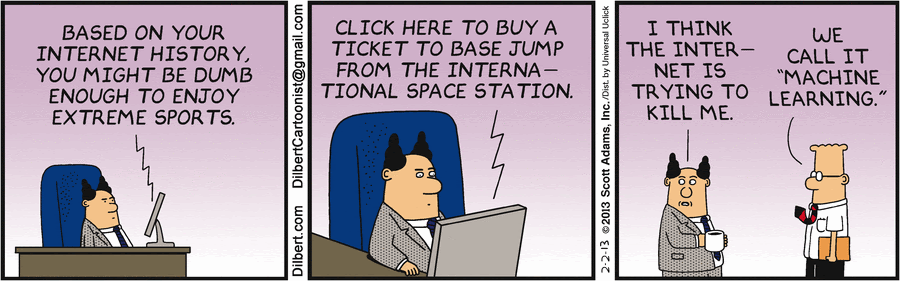 BASED ON YOUR
INTERNET HISTORY,
YOU MIGHT BE DUMB
ENOUGH TO ENJOY
EXTREME SPORTS.
Dilbert.com DilbertCartoonist@gmail.com
CLICK HERE TO BUY A
TICKET TO BASE JUMP
FROM THE INTERNA–
TIONAL SPACE STATION.
2-2-13 ©2013 Scott Adams, Inc. /Dist. by Universal Uclick
I THINK
THE INTER–
NET IS
TRYING TO
KILL ME.
WE
CALL IT
“MACHINE
LEARNING.”